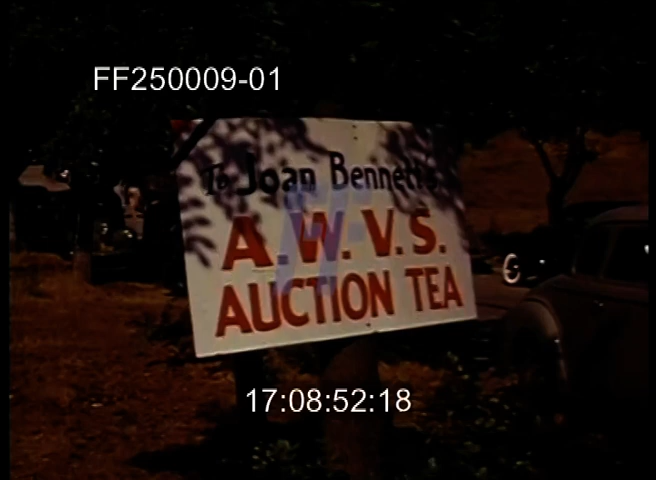 FF250009-01
To Joan Bennett's
A.W.V.S.
AUCTION TEA
17:08:52:18